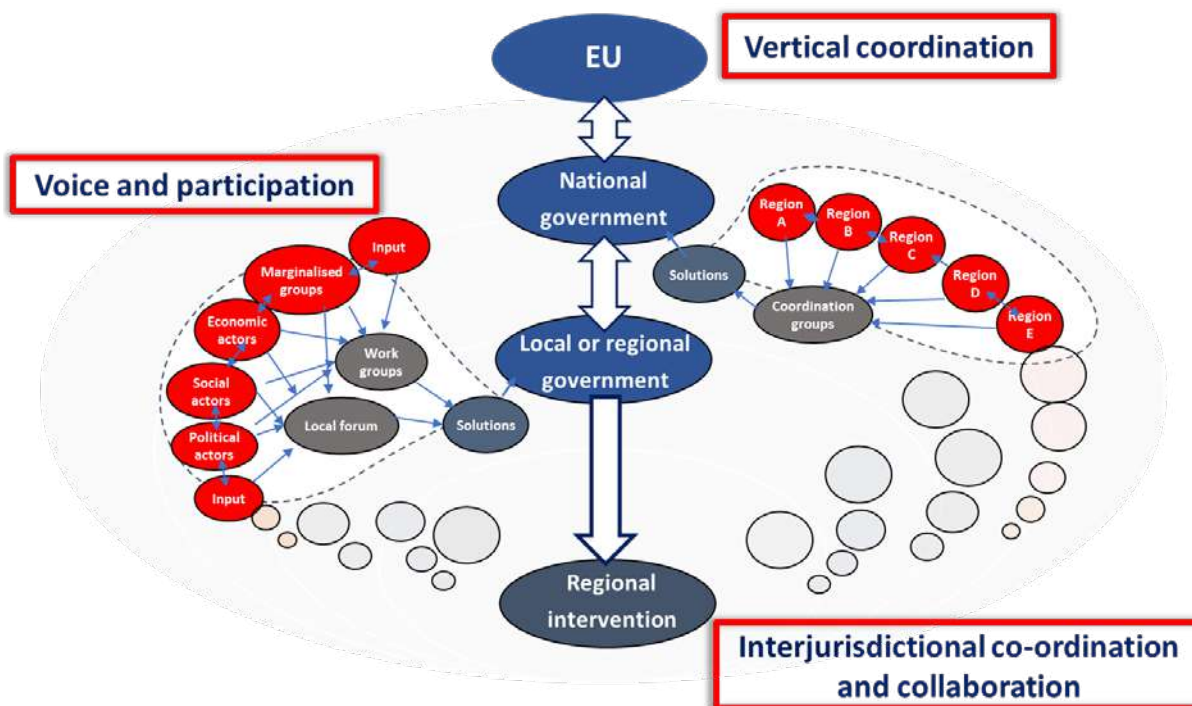 EU
Vertical coordination
Voice and participation
National
government
Region
A
Region
B
Region
C
Region
D
Region
E
Solutions
Coordination
groups
Input
Marginalised
groups
Economic
actors
Social
actors
Political
actors
Input
Work
groups
Local forum
Solutions
Local or regional
government
Regional
intervention
Interjurisdictional co-ordination
and collaboration